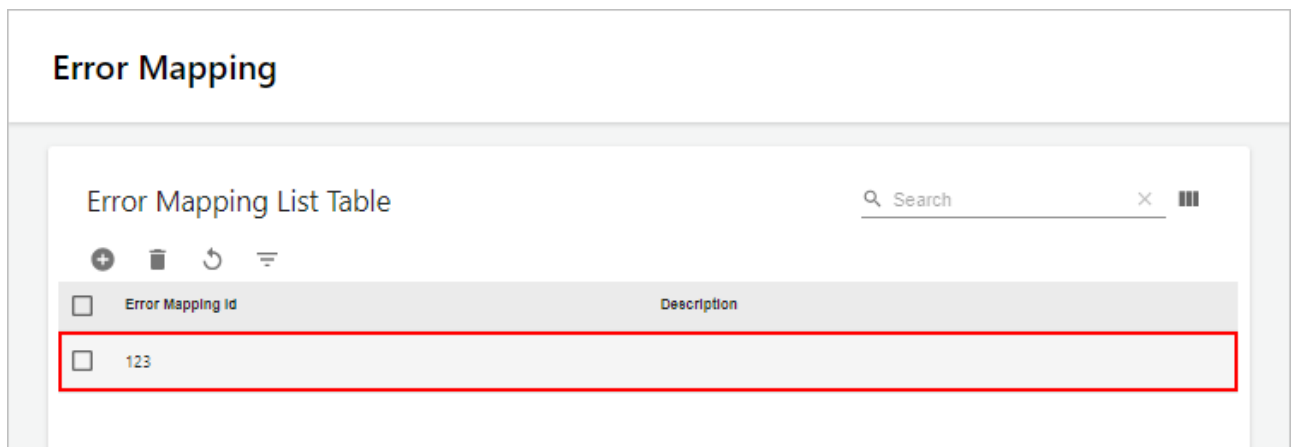 Error Mapping
Error Mapping List Table
Search
Error Mapping Id
Description
123